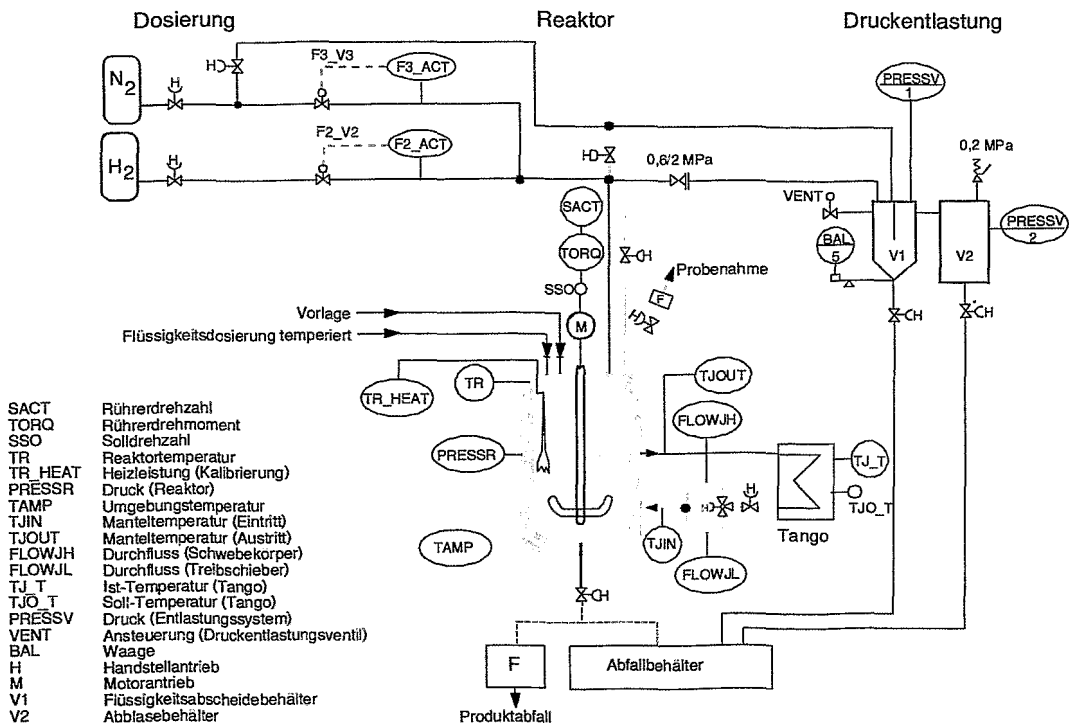 Dosierung
Reaktor
Druckentlastung
N2
H
H
F3_V3
F3_ACT
PRESSV
1
H2
H
F2_V2
F2_ACT
H
0,6/2 MPa
0,2 MPa
VENT
PRESSV
2
BAL
5
V1
V2
SACT
TORQ
SSO
H
Probenahme
F
H
H
H
Vorlage
Flüssigkeitsdosierung temperiert
M
TR_HEAT
TR
TJOUT
FLOWJH
PRESSR
TJ_T
H
H
TJO_T
Tango
TJIN
TAMP
FLOWJL
H
F
Abfallbehälter
Produktabfall
SACT Rührerdrehzahl
TORQ Rührerdrehmoment
SSO Solldrehzahl
TR Reaktortemperatur
TR_HEAT Heizleistung (Kalibrierung)
PRESSR Druck (Reaktor)
TAMP Umgebungstemperatur
TJIN Manteltemperatur (Eintritt)
TJOUT Manteltemperatur (Austritt)
FLOWJH Durchfluss (Schwebekörper)
FLOWJL Durchfluss (Treibschieber)
TJ_T Ist-Temperatur (Tango)
TJO_T Soll-Temperatur (Tango)
PRESSV Druck (Entlastungssystem)
VENT Ansteuerung (Druckentlastungsventil)
BAL Waage
H Handstellantrieb
M Motorantrieb
V1 Flüssigkeitsabscheidebehälter
V2 Abblasebehälter